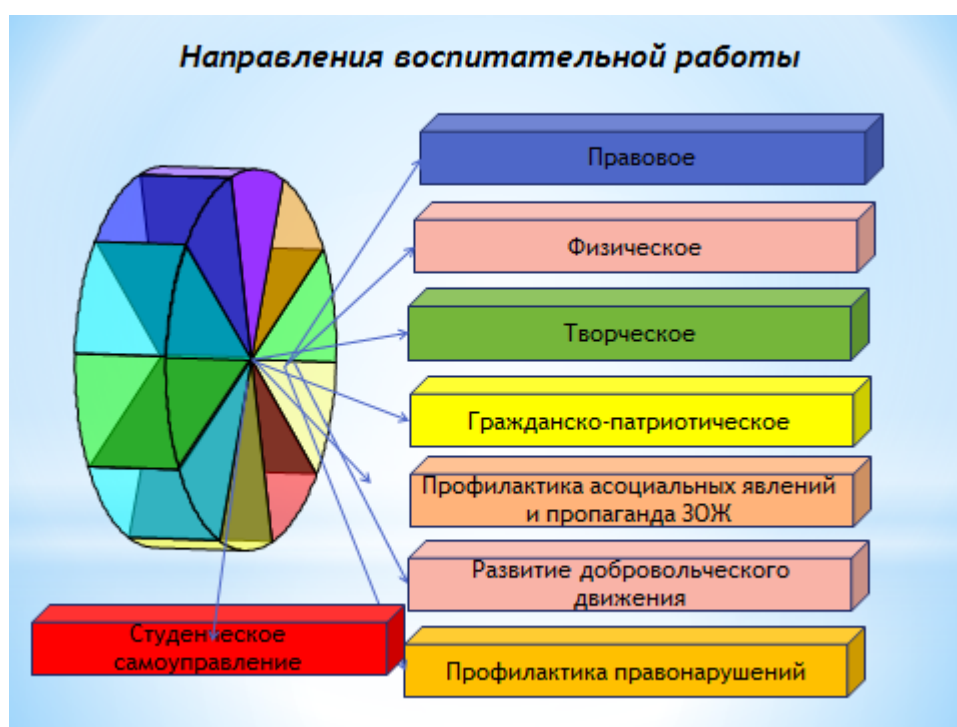 Направления воспитательной работы
Правовое
Физическое
Творческое
Гражданско-патриотическое
Профилактика асоциальных явлений
и пропаганда ЗОЖ
Развитие добровольческого
движения
Студенческое
самоуправление
Профилактика правонарушений